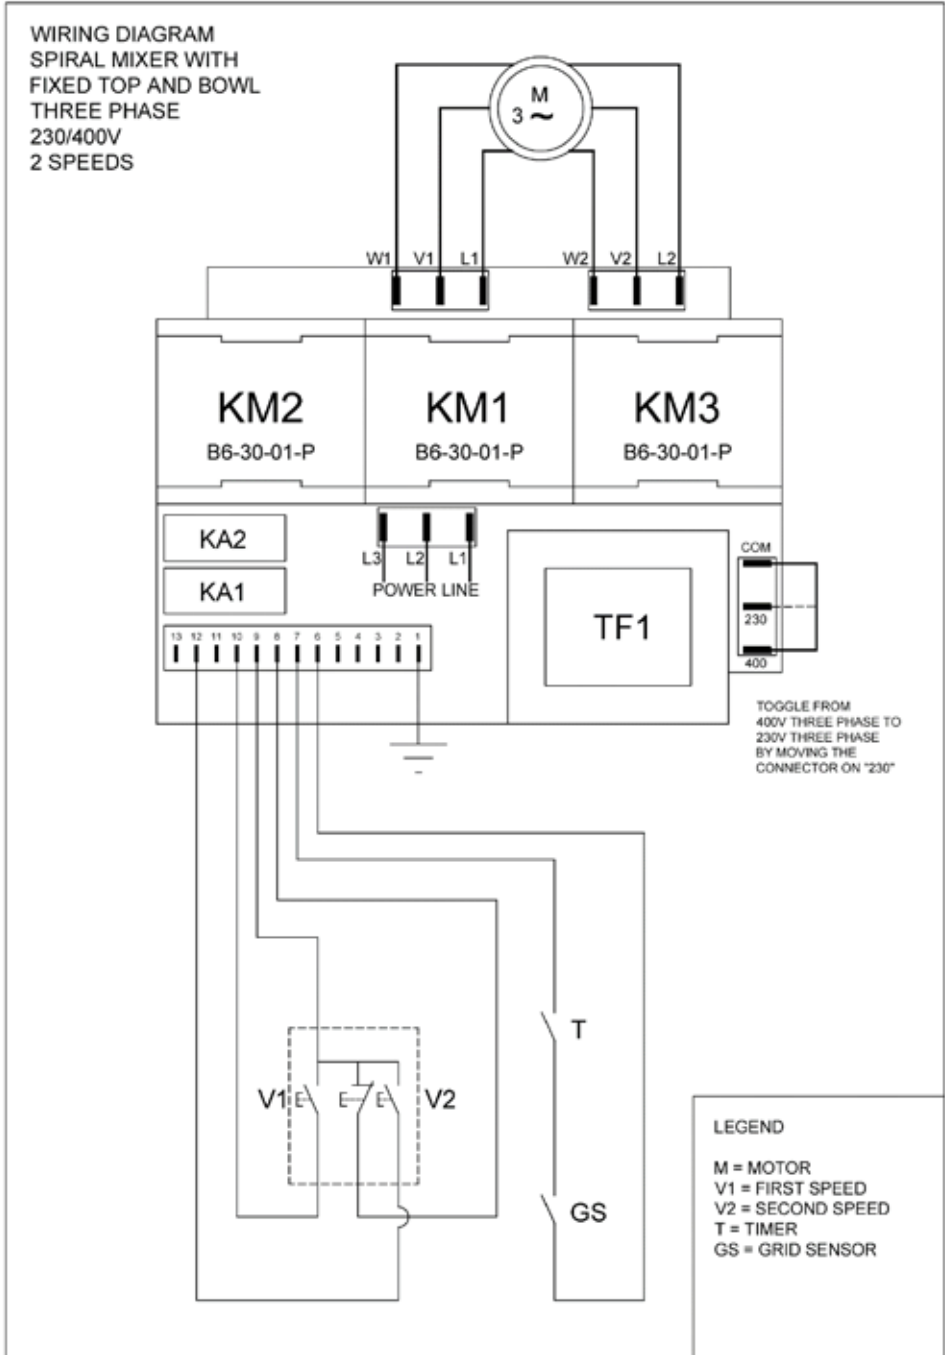 WIRING DIAGRAM
SPIRAL MIXER WITH
FIXED TOP AND BOWL
THREE PHASE
230/400V
2 SPEEDS
M
3 ~
W1 V1 L1 W2 V2 L2
KM2 KM1 KM3
B6-30-01-P B6-30-01-P B6-30-01-P
KA2
KA1
L3 L2 L1
POWER LINE
TF1
COM
230
400
13 12 11 10 9 8 7 6 5 4 3 2 1
TOGGLE FROM
400V THREE PHASE TO
230V THREE PHASE
BY MOVING THE
CONNECTOR ON "230"
T
V1 V2
GS
LEGEND
M = MOTOR
V1 = FIRST SPEED
V2 = SECOND SPEED
T = TIMER
GS = GRID SENSOR